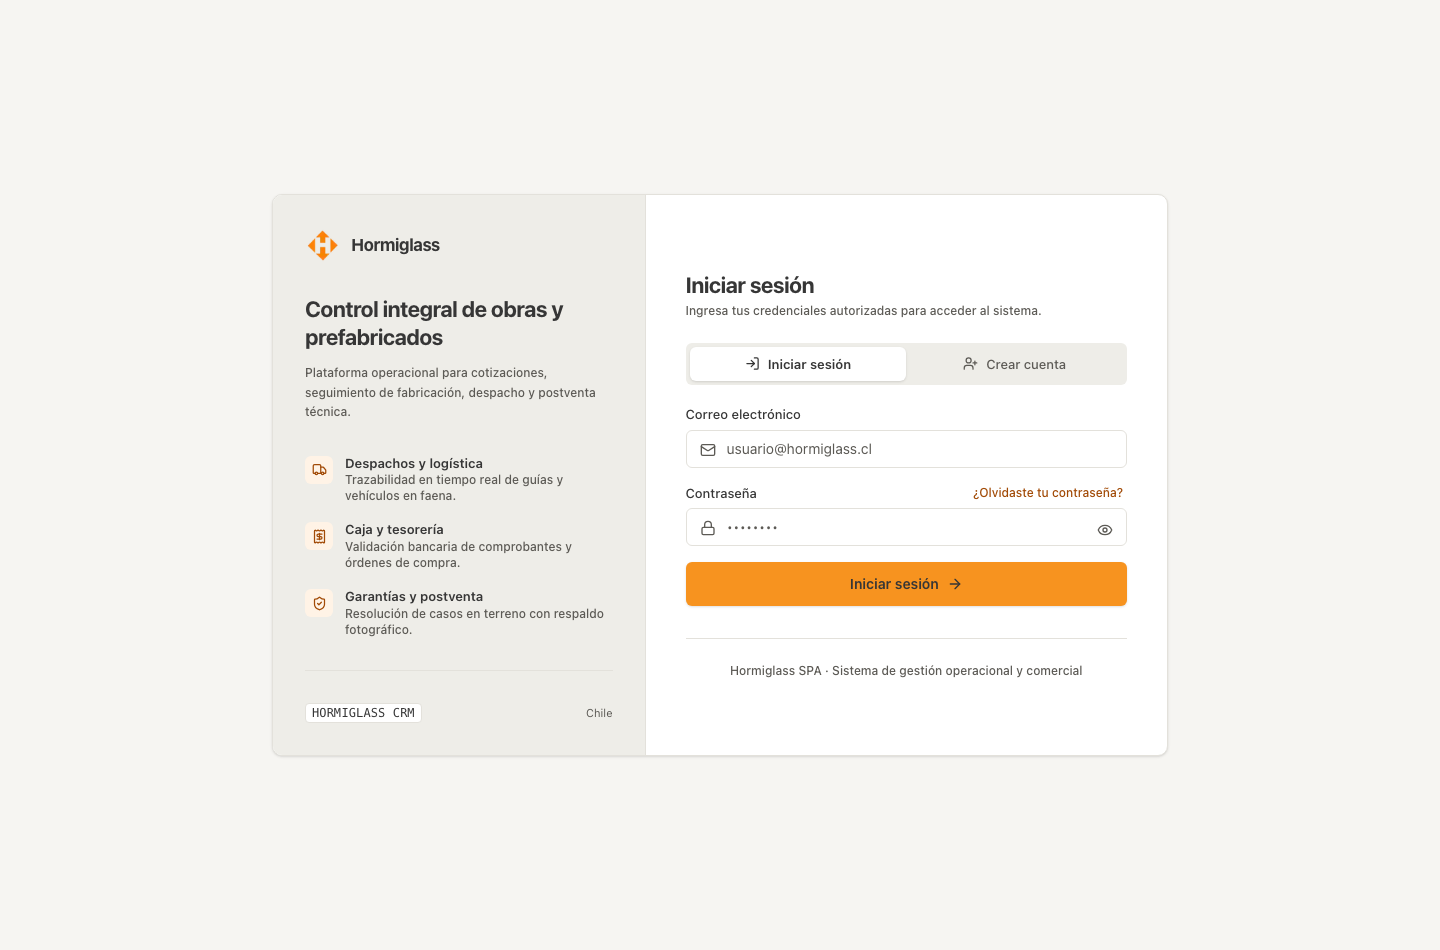 Hormiglass
Control integral de obras y
prefabricados
Plataforma operacional para cotizaciones,
seguimiento de fabricación, despacho y postventa
técnica.
Despachos y logística
Trazabilidad en tiempo real de guías y
vehículos en faena.
Caja y tesorería
Validación bancaria de comprobantes y
órdenes de compra.
Garantías y postventa
Resolución de casos en terreno con respaldo
fotográfico.
HORMIGLASS CRM
Chile
Iniciar sesión
Ingresa tus credenciales autorizadas para acceder al sistema.
Iniciar sesión
Crear cuenta
Correo electrónico
usuario@hormiglass.cl
Contraseña
¿Olvidaste tu contraseña?
••••••••
Iniciar sesión
Hormiglass SPA · Sistema de gestión operacional y comercial